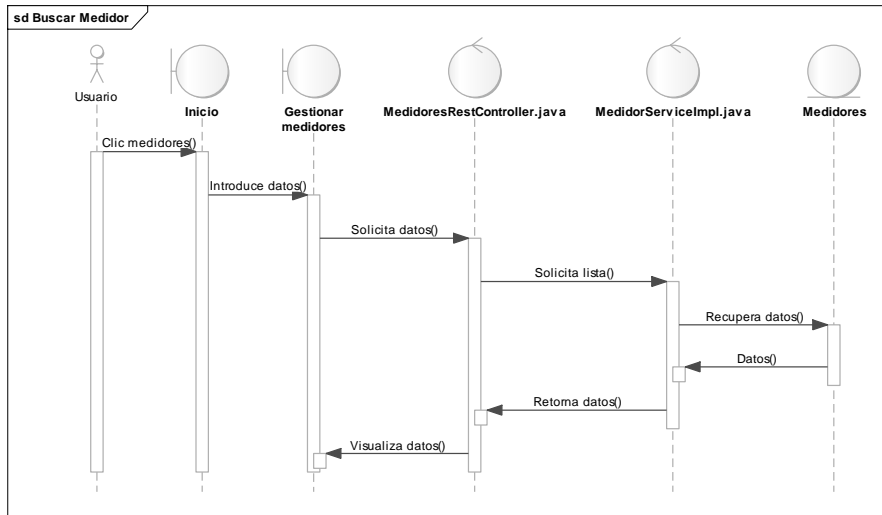 sd Buscar Medidor
Usuario
Inicio
Gestionar
medidores
MedidoresRestController.java
MedidorServiceImpl.java
Medidores
Clic medidores()
Introduce datos()
Solicita datos()
Solicita lista()
Recupera datos()
Datos()
Retorna datos()
Visualiza datos()